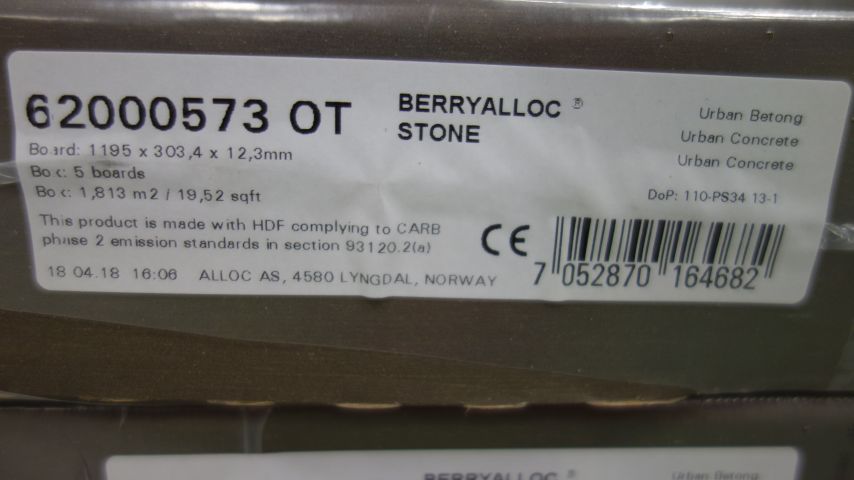 62000573 OT
BERRYALLOC ®
STONE
Urban Betong
Urban Concrete
Urban Concrete
Board: 1195 x 303,4 x 12,3mm
Box: 5 boards
Box: 1,813 m2 / 19,52 sqft
DoP: 110-PS34 13-1
This product is made with HDF complying to CARB
phase 2 emission standards in section 93120.2(a)
CE
18 04.18 16:06 ALLOC AS, 4580 LYNGDAL, NORWAY
7 052870 164682
BERRYALLOC ®
Urban Betong